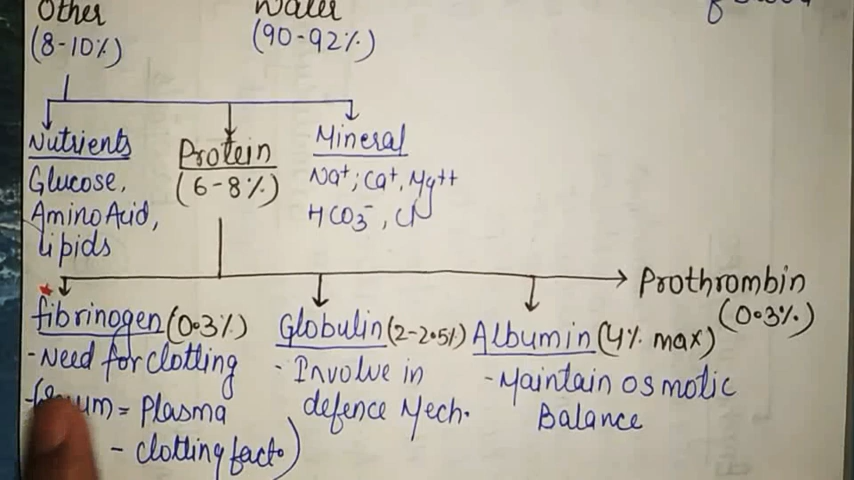 Other
Water
(8-10%)
(90-92%)
Nutrients
Glucose,
Amino Acid,
Lipids
Protein
(6-8%)
Mineral
Na+, Ca+, Mg++
HCO3-, Cl-
Prothrombin
(0.3%)
fibrinogen (0.3%)
-Need for clotting
= Plasma
- clotting facto)
Globulin (2-2.5%)
- Involve in
defence Mech.
Albumin (4% max)
- Maintain osmotic
Balance